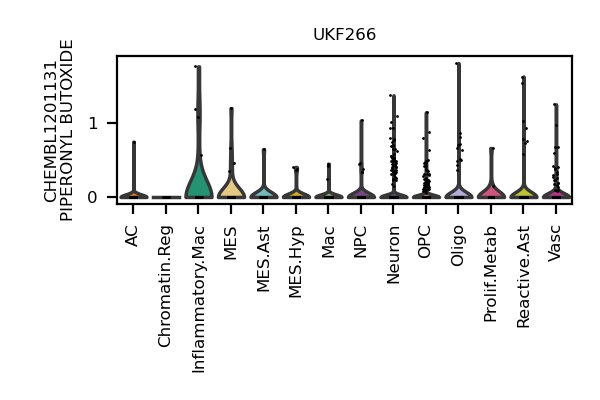 UKF266
CHEMBL1201131
PIPERONYL BUTOXIDE
1
0
AC
Chromatin.Reg
Inflammatory.Mac
MES
MES.Ast
MES.Hyp
Mac
NPC
Neuron
OPC
Oligo
Prolif.Metab
Reactive.Ast
Vasc